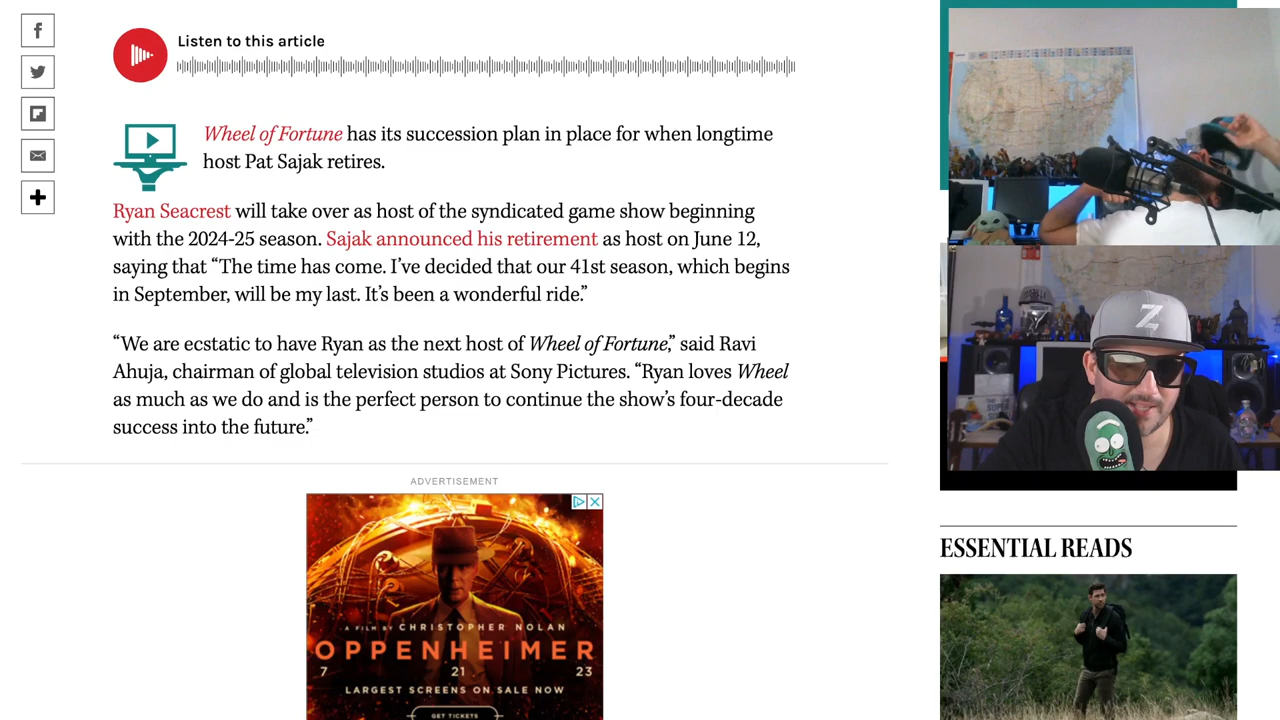 Listen to this article
Wheel of Fortune has its succession plan in place for when longtime
host Pat Sajak retires.
Ryan Seacrest will take over as host of the syndicated game show beginning
with the 2024-25 season. Sajak announced his retirement as host on June 12,
saying that “The time has come. I’ve decided that our 41st season, which begins
in September, will be my last. It’s been a wonderful ride.”
“We are ecstatic to have Ryan as the next host of Wheel of Fortune,” said Ravi
Ahuja, chairman of global television studios at Sony Pictures. “Ryan loves Wheel
as much as we do and is the perfect person to continue the show’s four-decade
success into the future.”
ADVERTISEMENT
A FILM BY CHRISTOPHER NOLAN
OPPENHEIMER
7 21 23
LARGEST SCREENS ON SALE NOW
GET TICKETS
Z
ESSENTIAL READS